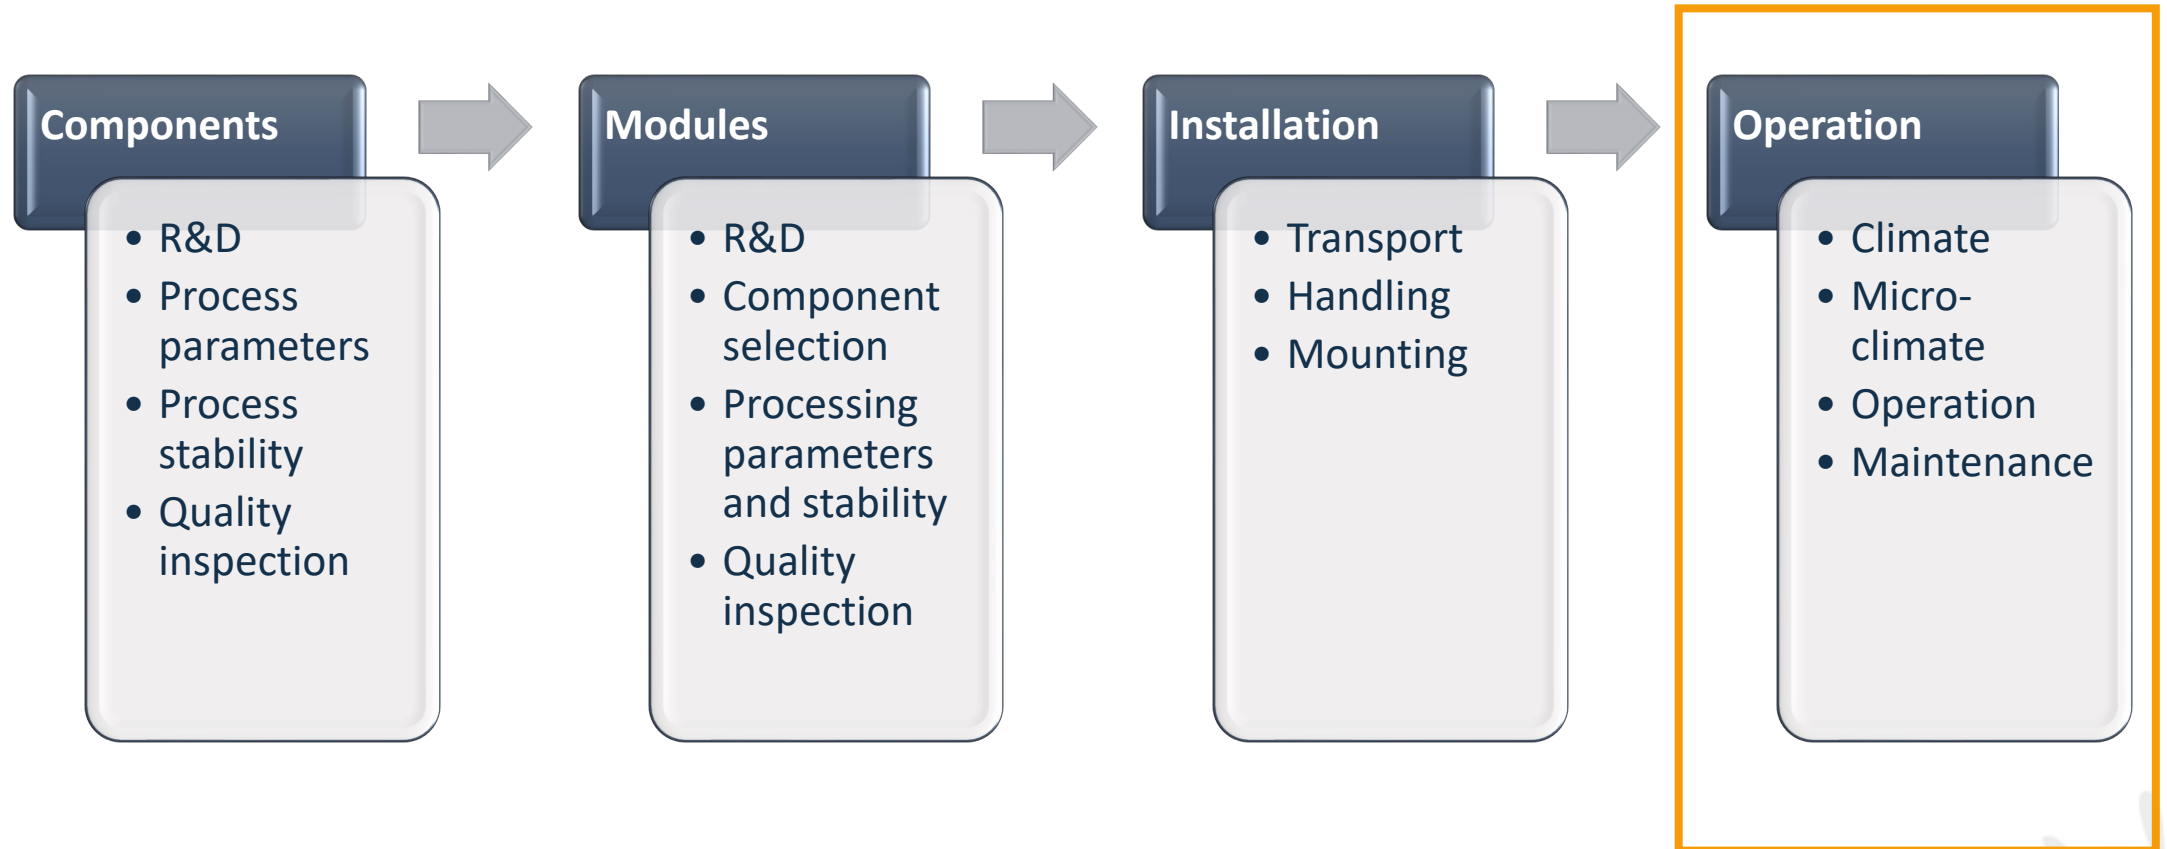 Components
• R&D
• Process
parameters
• Process
stability
• Quality
inspection
Modules
• R&D
• Component
selection
• Processing
parameters
and stability
• Quality
inspection
Installation
• Transport
• Handling
• Mounting
Operation
• Climate
• Micro-
climate
• Operation
• Maintenance